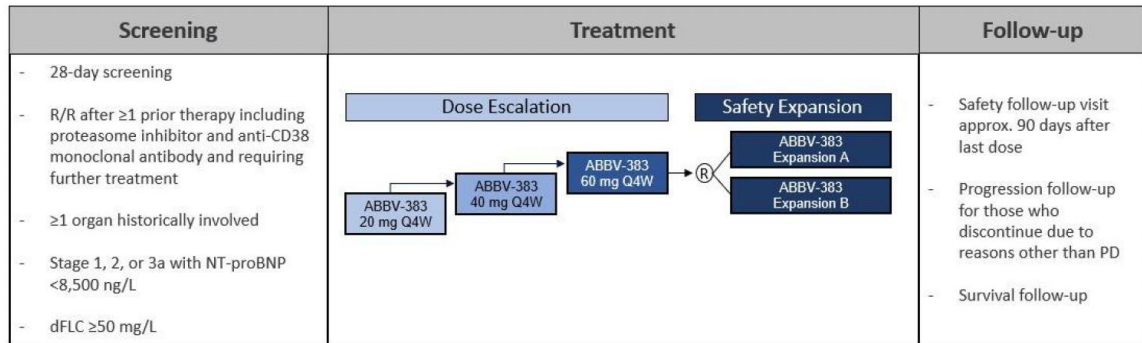 Screening
Treatment
Follow-up
- 28-day screening
- R/R after ≥1 prior therapy including
proteasome inhibitor and anti-CD38
monoclonal antibody and requiring
further treatment
- ≥1 organ historically involved
- Stage 1, 2, or 3a with NT-proBNP
<8,500 ng/L
- dFLC ≥50 mg/L
Dose Escalation
Safety Expansion
ABBV-383
20 mg Q4W
ABBV-383
40 mg Q4W
ABBV-383
60 mg Q4W
R
ABBV-383
Expansion A
ABBV-383
Expansion B
- Safety follow-up visit
approx. 90 days after
last dose
- Progression follow-up
for those who
discontinue due to
reasons other than PD
- Survival follow-up